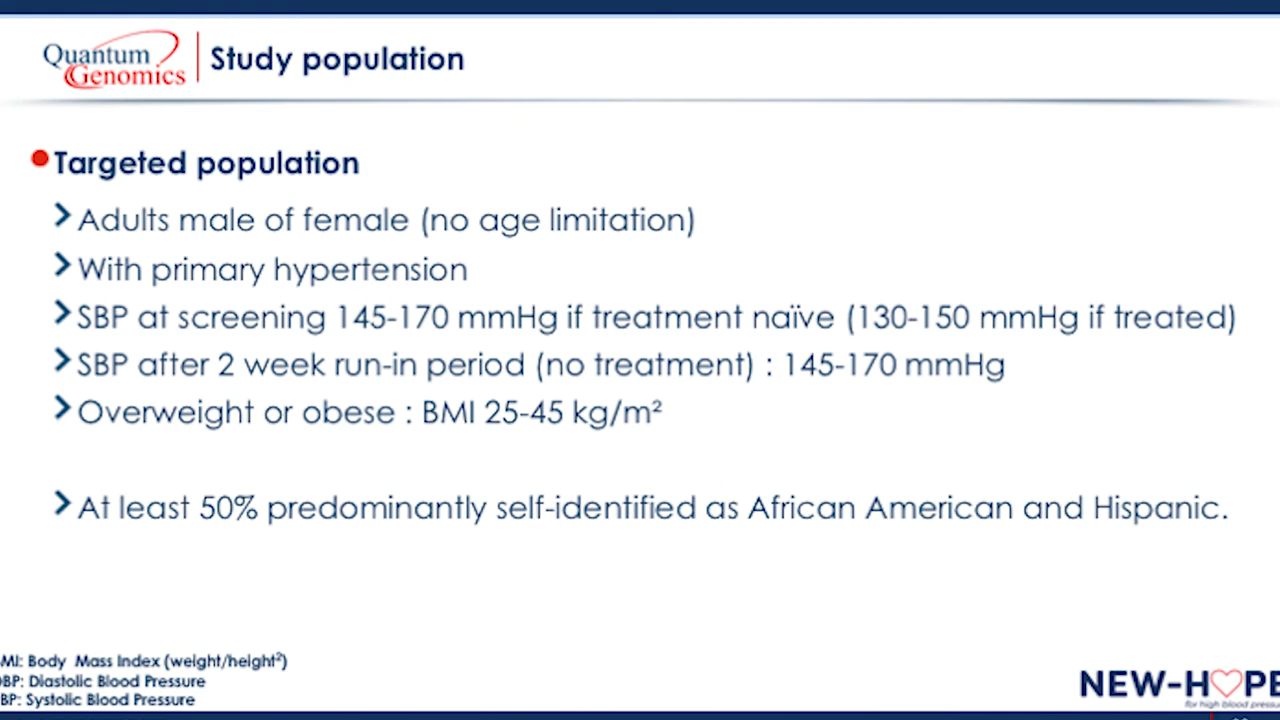 Quantum
Genomics
Study population
Targeted population
Adults male of female (no age limitation)
With primary hypertension
SBP at screening 145-170 mmHg if treatment naïve (130-150 mmHg if treated)
SBP after 2 week run-in period (no treatment) : 145-170 mmHg
Overweight or obese : BMI 25-45 kg/m²
At least 50% predominantly self-identified as African American and Hispanic.
MI: Body Mass Index (weight/height²)
BP: Diastolic Blood Pressure
BP: Systolic Blood Pressure
NEW-HOPE
for high blood pressu